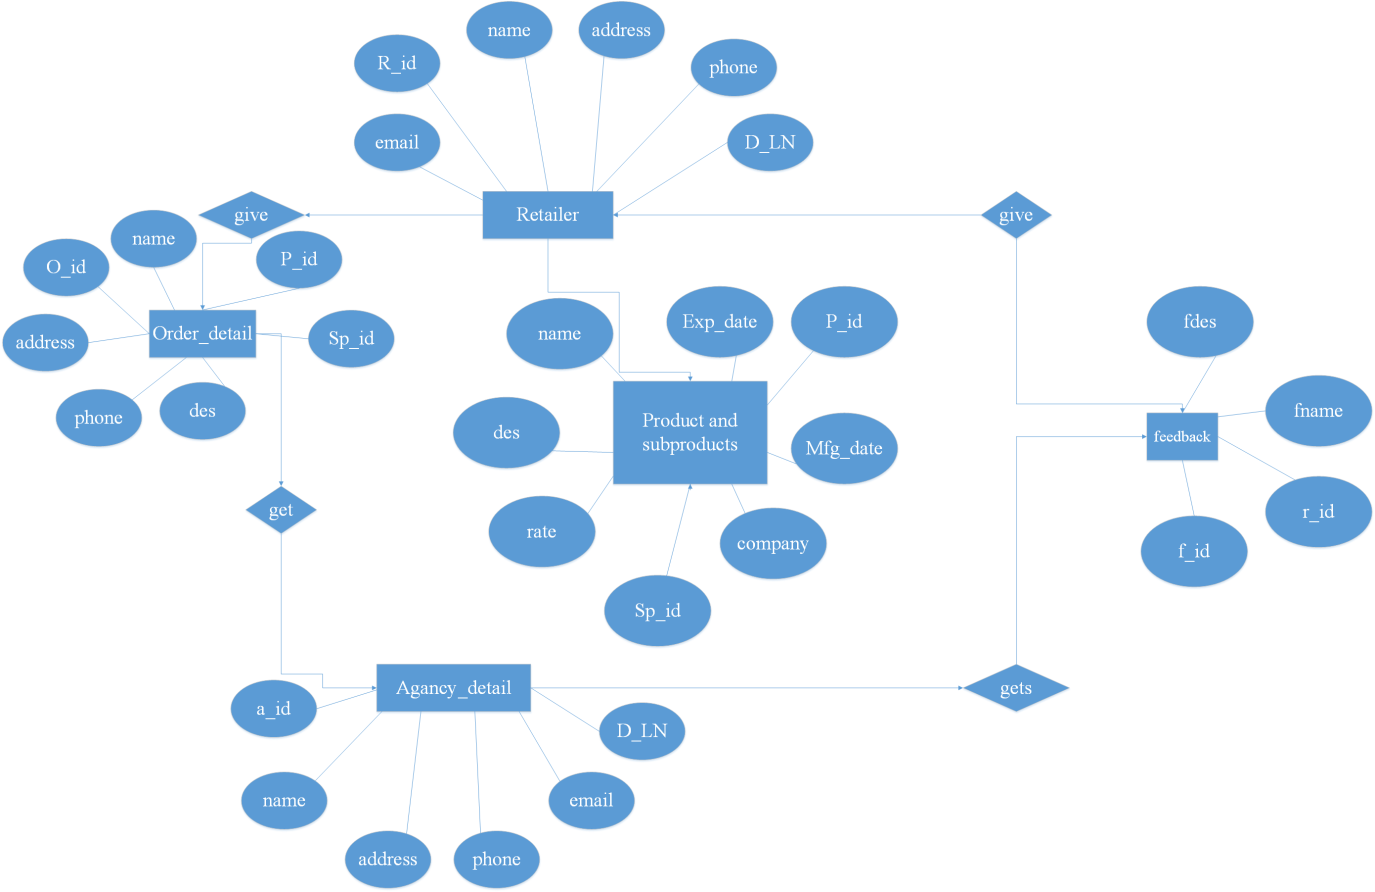 name
address
R_id
phone
email
D_LN
give
Retailer
give
name
P_id
O_id
Order_detail
address
Sp_id
phone
des
name
Exp_date
P_id
fdes
Product and
subproducts
des
Mfg_date
rate
company
Sp_id
fname
feedback
r_id
f_id
get
Agancy_detail
gets
a_id
D_LN
name
email
address
phone